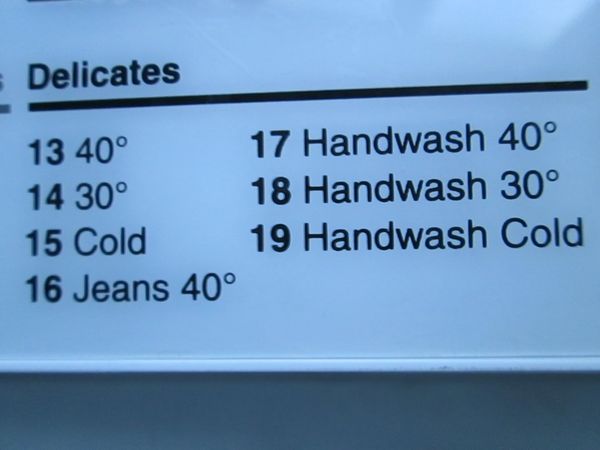 Delicates
13 40°
14 30°
15 Cold
16 Jeans 40°
17 Handwash 40°
18 Handwash 30°
19 Handwash Cold